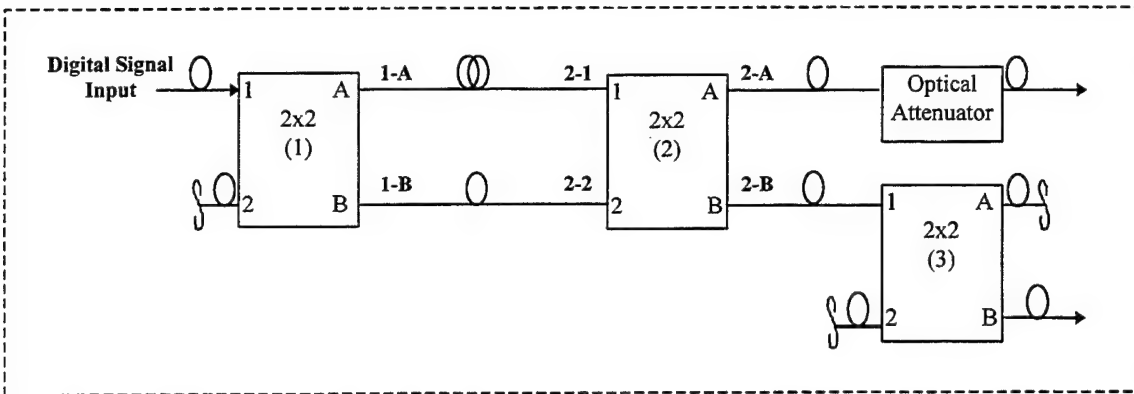 Digital Signal
Input
1-A
2-1
2-A
1
A
2x2
(1)
1
A
2x2
(2)
Optical
Attenuator
1-B
2-2
2-B
2
B
2
B
1
A
2x2
(3)
2
B